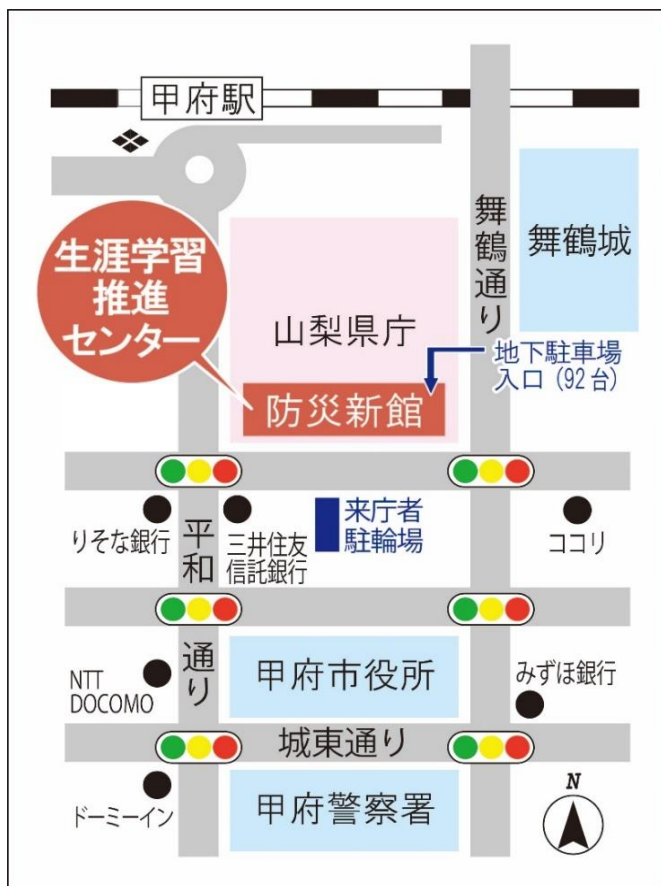 甲府駅
舞鶴通り
舞鶴城
生涯学習
推進
センター
山梨県庁
地下駐車場
入口（92台）
防災新館
りそな銀行
平和通り
三井住友
信託銀行
来庁者
駐輪場
ココリ
NTT
DOCOMO
甲府市役所
みずほ銀行
城東通り
ドーミーイン
甲府警察署
N